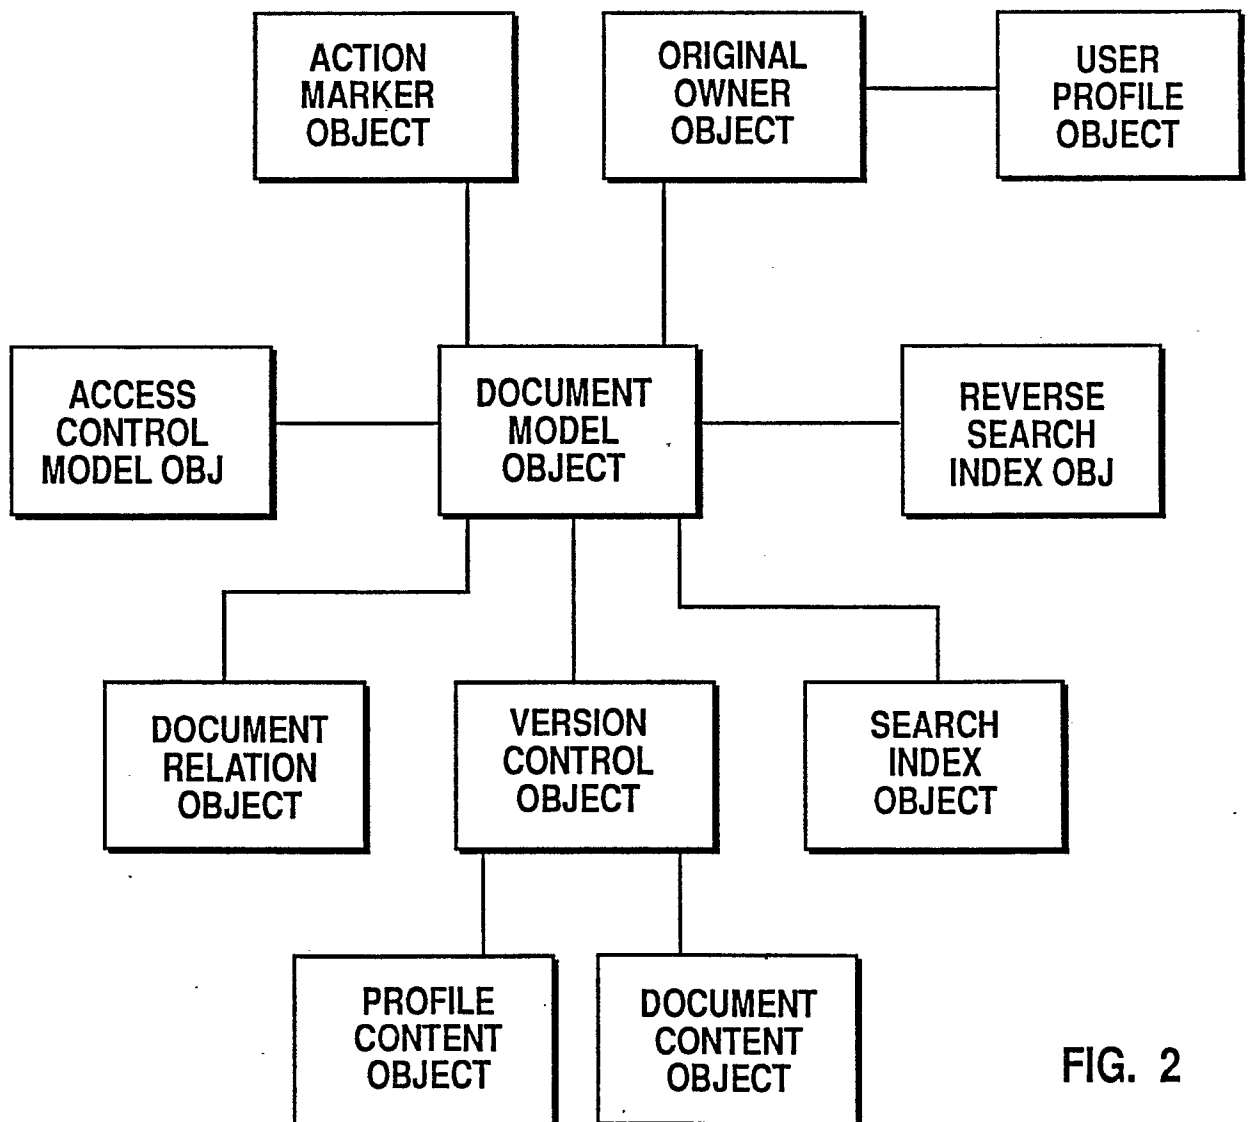 ACTION
MARKER
OBJECT
ORIGINAL
OWNER
OBJECT
USER
PROFILE
OBJECT
ACCESS
CONTROL
MODEL OBJ
DOCUMENT
MODEL
OBJECT
REVERSE
SEARCH
INDEX OBJ
DOCUMENT
RELATION
OBJECT
VERSION
CONTROL
OBJECT
SEARCH
INDEX
OBJECT
PROFILE
CONTENT
OBJECT
DOCUMENT
CONTENT
OBJECT
FIG. 2